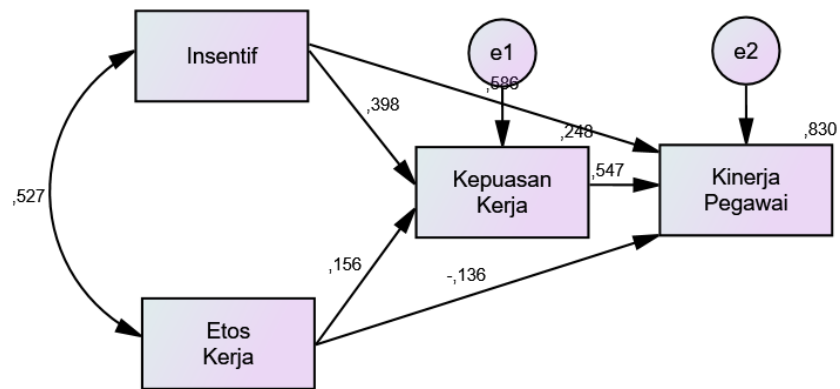 Insentif
e1
e2
,586
,398
,248
,830
Kepuasan
Kerja
,547
Kinerja
Pegawai
,527
,156
-,136
Etos
Kerja